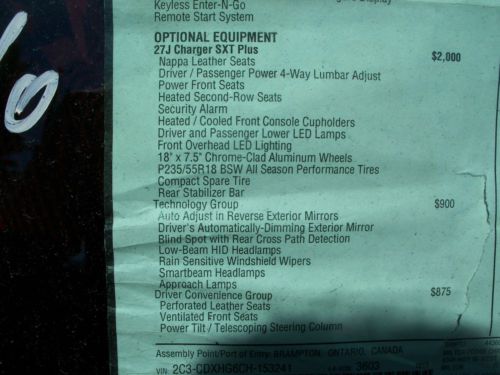 Display
Keyless Enter-N-Go
Remote Start System
OPTIONAL EQUIPMENT
27J Charger SXT Plus $2,000
Nappa Leather Seats
Driver / Passenger Power 4-Way Lumbar Adjust
Power Front Seats
Heated Second-Row Seats
Security Alarm
Heated / Cooled Front Console Cupholders
Driver and Passenger Lower LED Lamps
Front Overhead LED Lighting
18" x 7.5" Chrome-Clad Aluminum Wheels
P235/55R18 BSW All Season Performance Tires
Compact Spare Tire
Rear Stabilizer Bar
Technology Group $900
Auto Adjust in Reverse Exterior Mirrors
Driver's Automatically-Dimming Exterior Mirror
Blind Spot with Rear Cross Path Detection
Low-Beam HID Headlamps
Rain Sensitive Windshield Wipers
Smartbeam Headlamps
Approach Lamps
Driver Convenience Group $875
Perforated Leather Seats
Ventilated Front Seats
Power Tilt / Telescoping Steering Column
Assembly Point/Port of Entry: BRAMPTON, ONTARIO, CANADA
VIN: 2C3-CDXHG6CH-153241 3603